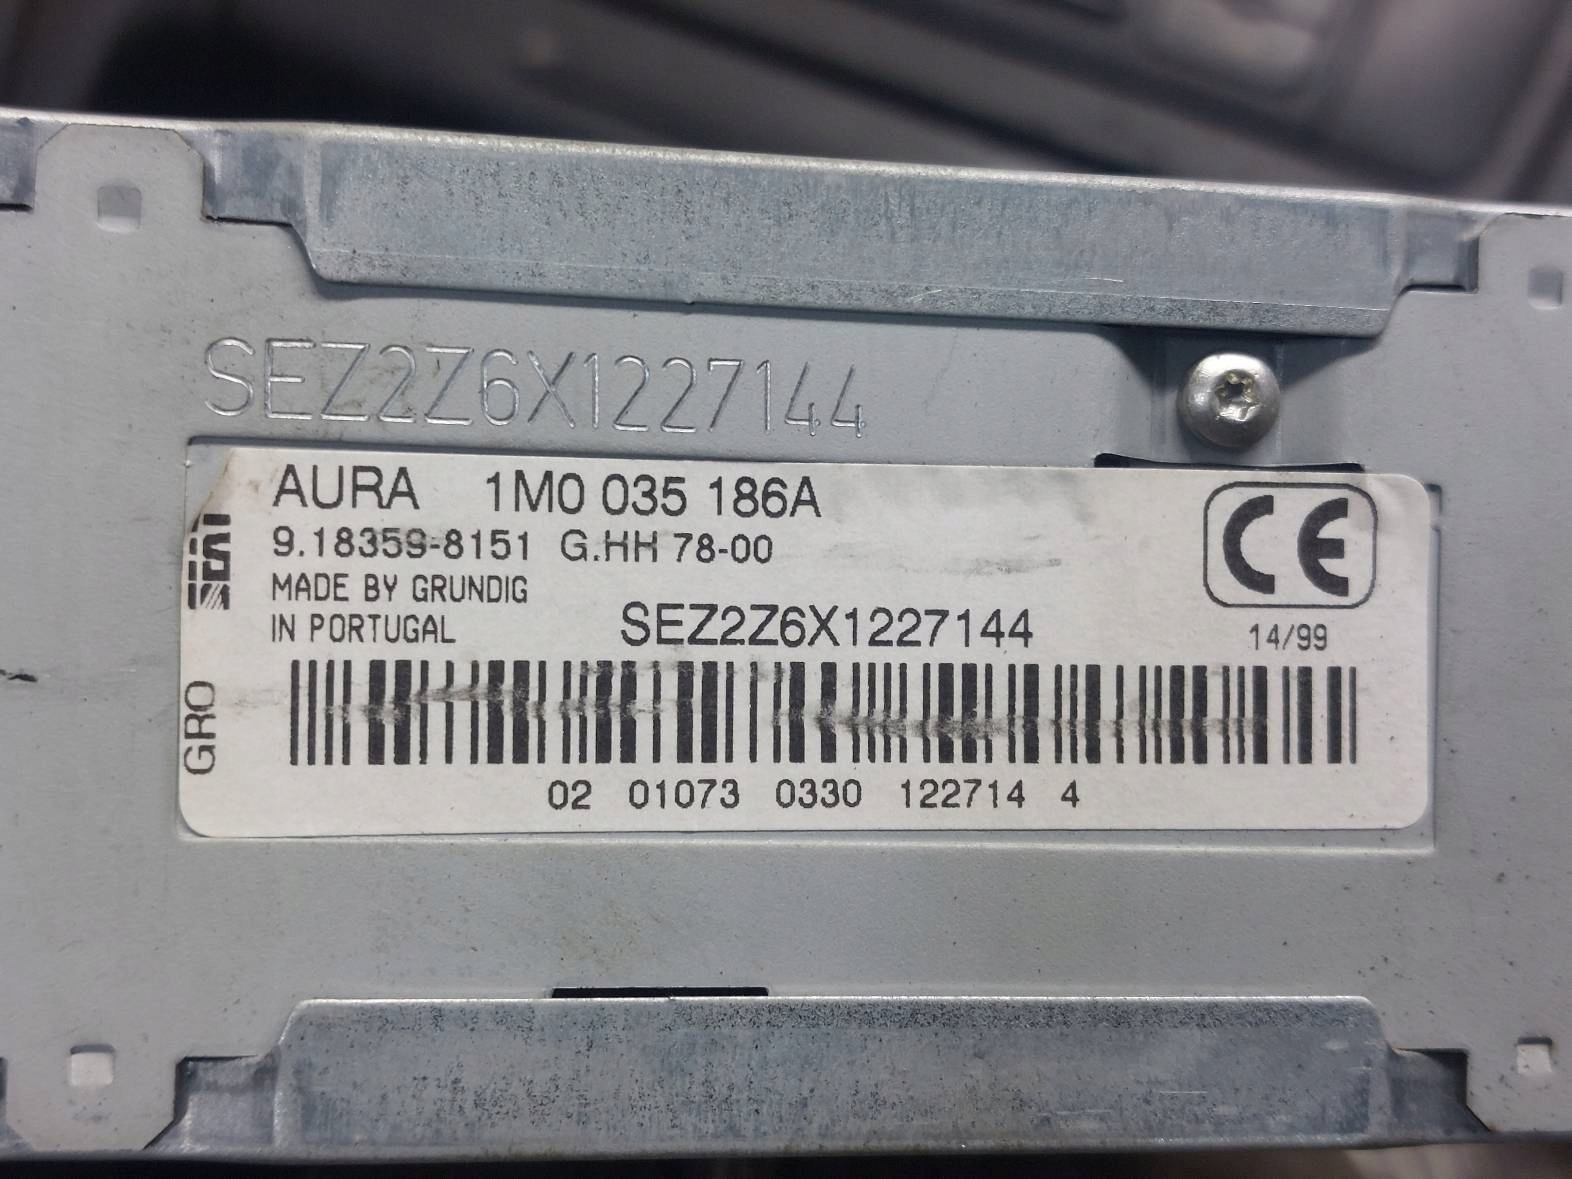 SEZ2Z6X1227144
AURA 1M0 035 186A
9.18359-8151 G.HH 78-00
MADE BY GRUNDIG
IN PORTUGAL
SEZ2Z6X1227144
CE
14/99
GRO
02 01073 0330 122714 4